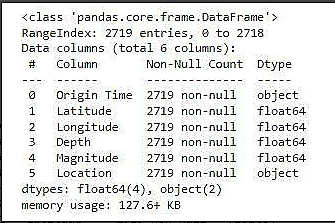 <class 'pandas.core.frame.DataFrame'>
RangeIndex: 2719 entries, 0 to 2718
Data columns (total 6 columns):
 #   Column       Non-Null Count  Dtype
---  ------       --------------  -----
 0   Origin Time  2719 non-null   object
 1   Latitude     2719 non-null   float64
 2   Longitude    2719 non-null   float64
 3   Depth        2719 non-null   float64
 4   Magnitude    2719 non-null   float64
 5   Location     2719 non-null   object
dtypes: float64(4), object(2)
memory usage: 127.6+ KB